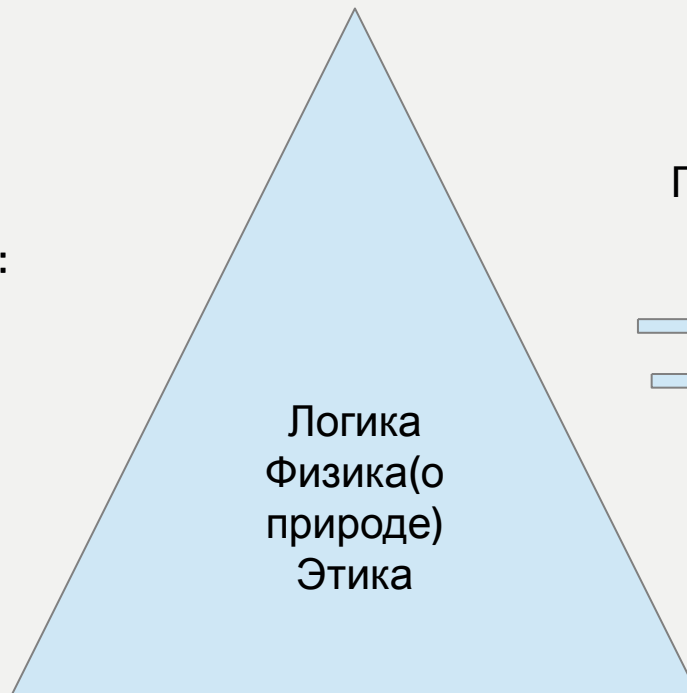 П
:
Логика
Физика(о
природе)
Этика